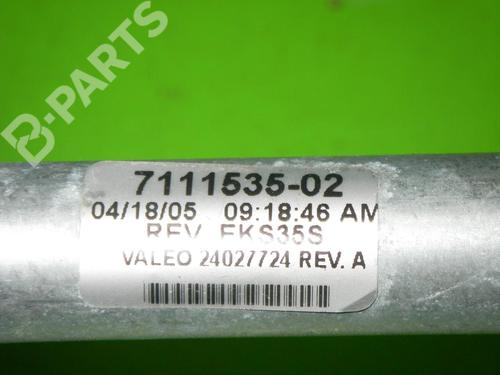 B-PARTS
7111535-02
04/18/05 09:18:46 AM
REV. EKS35S
VALEO 24027724 REV. A